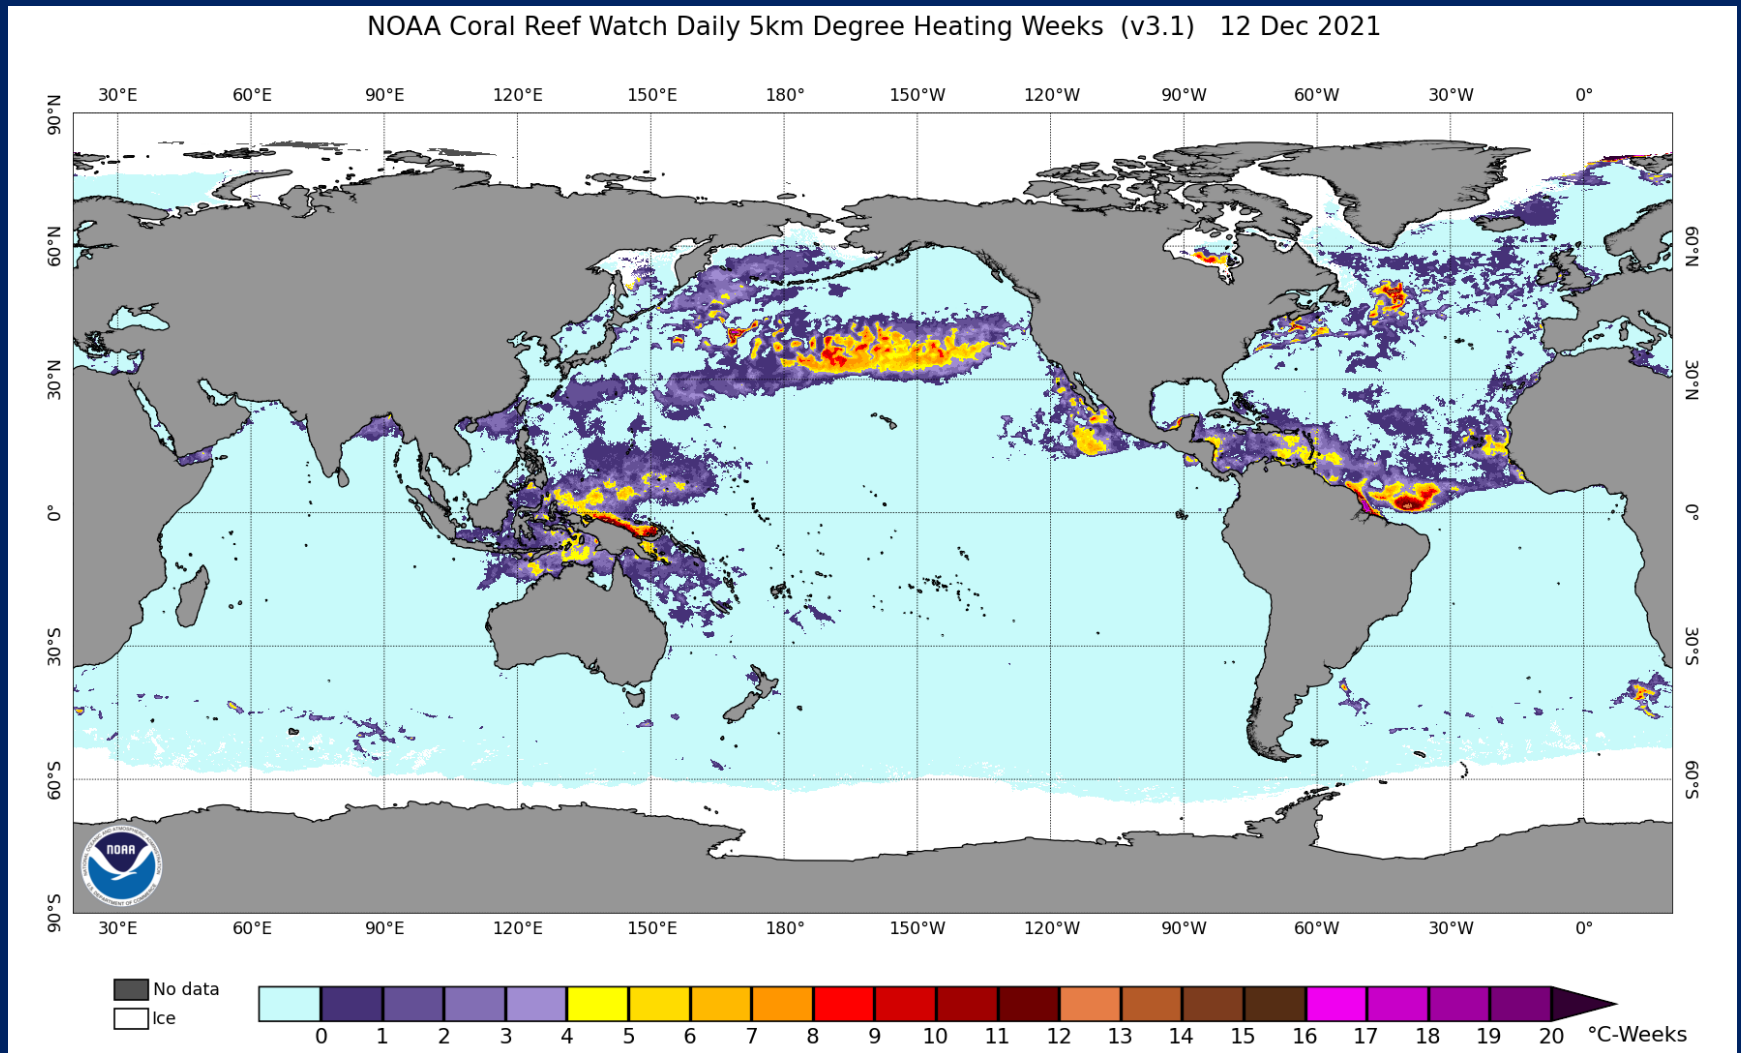 NOAA Coral Reef Watch Daily 5km Degree Heating Weeks (v3.1) 12 Dec 2021
30°E 60°E 90°E 120°E 150°E 180° 150°W 120°W 90°W 60°W 30°W 0°
90°N
60°N 60°N
30°N 30°N
0° 0°
30°S 30°S
60°S 60°S
NOAA
90°S
30°E 60°E 90°E 120°E 150°E 180° 150°W 120°W 90°W 60°W 30°W 0°
No data
Ice
0 1 2 3 4 5 6 7 8 9 10 11 12 13 14 15 16 17 18 19 20 °C-Weeks